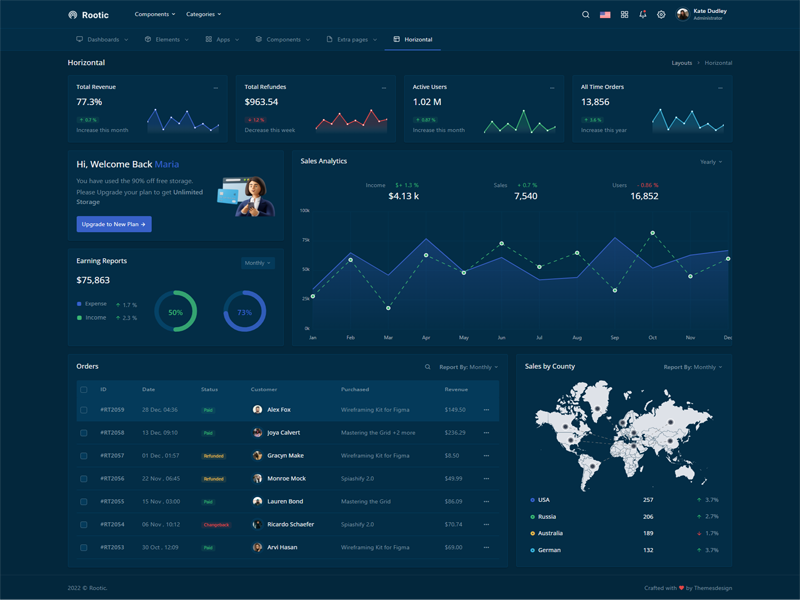 Rootic
Components
Categories
Kate Dudley
Administrator
Dashboards
Elements
Apps
Components
Extra pages
Horizontal
Horizontal
Layouts > Horizontal
Total Revenue
77.3%
0.7 %
Increase this month
Total Refundes
$963.54
1.2 %
Decrease this week
Active Users
1.02 M
0.87 %
Increase this month
All Time Orders
13,856
3.6 %
Increase this year
Hi, Welcome Back Maria
You have used the 90% off free storage.
Please Upgrade your plan to get Unlimited
Storage
Upgrade to New Plan →
Sales Analytics
Yearly
Income $+ 1.3 %
$4.13 k
Sales + 0.7 %
7,540
Users - 0.86 %
16,852
100k
75k
50k
25k
0k
Jan Feb Mar Apr May Jun Jul Aug Sep Oct Nov Dec
Earning Reports
Monthly
$75,863
Expense 1.7 %
Income 2.3 %
50%
73%
Orders
Report By: Monthly
ID Date Status Customer Purchased Revenue
#RT2059 28 Dec, 04:36 Paid Alex Fox Wireframing Kit for Figma $149.50
#RT2058 13 Dec, 09:10 Paid Joya Calvert Mastering the Grid +2 more $236.29
#RT2057 01 Dec , 01:57 Refunded Gracyn Make Wireframing Kit for Figma $8.50
#RT2056 22 Nov , 06:45 Refunded Monroe Mock Splashify 2.0 $49.99
#RT2055 15 Nov , 03:00 Paid Lauren Bond Mastering the Grid $86.09
#RT2054 06 Nov . 10:12 Chargeback Ricardo Schaefer Splashify 2.0 $70.74
#RT2053 30 Oct . 12:09 Paid Arvi Hasan Wireframing Kit for Figma $69.00
Sales by County
Report By: Monthly
USA 257 3.7%
Russia 206 2.7%
Australia 189 1.7%
German 132 3.7%
2022 © Rootic.
Crafted with ❤ by Themesdesign